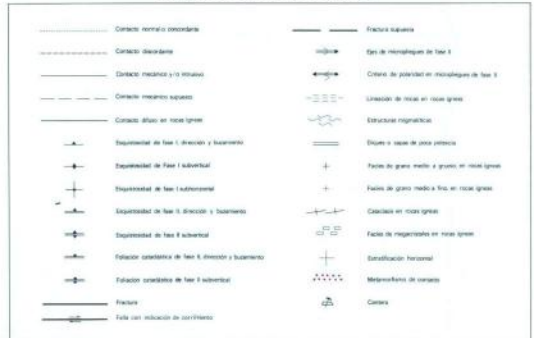 Contacto normal o concordante
Contacto discordante
Contacto mecánico y/o intrusivo
Contacto mecánico supuesto
Contacto difuso en rocas ígneas
Esquistosidad de fase I, dirección y buzamiento
Esquistosidad de Fase I subvertical
Esquistosidad de fase I subhorizontal
Esquistosidad de fase II, dirección y buzamiento
Esquistosidad de fase II subvertical
Foliación cataclástica de fase II, dirección y buzamiento
Foliación cataclástica de fase II subvertical
Fractura
Falla con indicación de corrimiento
Fractura supuesta
Ejes de micropliegues de fase II
Criterio de polaridad en micropliegues de fase II
Lineación de rocas en rocas ígneas
Estructuras migmatíticas
Diques o capas de poca potencia
Facies de grano medio a grueso, en rocas ígneas
Facies de grano medio a fino, en rocas ígneas
Cataclasis en rocas ígneas
Facies de megacristales en rocas ígneas
Estratificación horizontal
Metamorfismo de contacto
Cantera